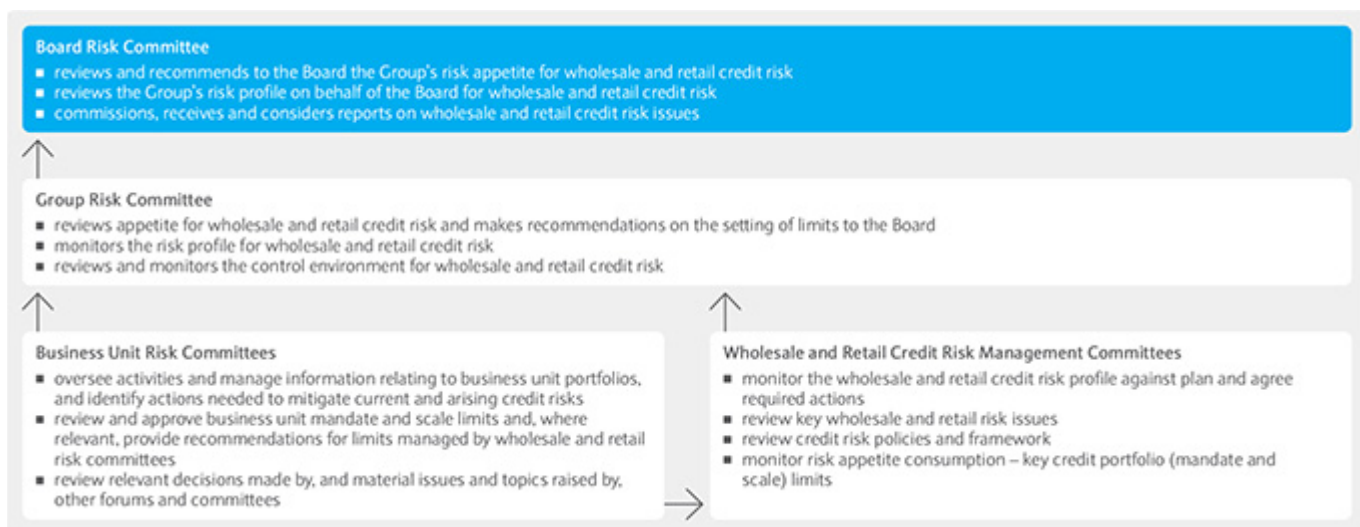 Board Risk Committee
▪ reviews and recommends to the Board the Group's risk appetite for wholesale and retail credit risk
▪ reviews the Group's risk profile on behalf of the Board for wholesale and retail credit risk
▪ commissions, receives and considers reports on wholesale and retail credit risk issues
Group Risk Committee
▪ reviews appetite for wholesale and retail credit risk and makes recommendations on the setting of limits to the Board
▪ monitors the risk profile for wholesale and retail credit risk
▪ reviews and monitors the control environment for wholesale and retail credit risk
Business Unit Risk Committees
▪ oversee activities and manage information relating to business unit portfolios,
and identify actions needed to mitigate current and arising credit risks
▪ review and approve business unit mandate and scale limits and, where
relevant, provide recommendations for limits managed by wholesale and retail
risk committees
▪ review relevant decisions made by, and material issues and topics raised by,
other forums and committees
Wholesale and Retail Credit Risk Management Committees
▪ monitor the wholesale and retail credit risk profile against plan and agree
required actions
▪ review key wholesale and retail risk issues
▪ review credit risk policies and framework
▪ monitor risk appetite consumption – key credit portfolio (mandate and
scale) limits